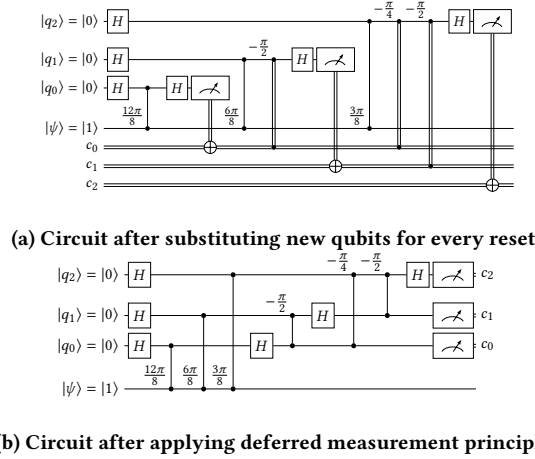 |q₂⟩ = |0⟩ H −π/4 −π/2 H
|q₁⟩ = |0⟩ H −π/2 H
|q₀⟩ = |0⟩ H H
12π/8 6π/8 3π/8
|ψ⟩ = |1⟩
c₀
c₁
c₂
(a) Circuit after substituting new qubits for every reset
|q₂⟩ = |0⟩ H −π/4 −π/2 H c₂
|q₁⟩ = |0⟩ H −π/2 H c₁
|q₀⟩ = |0⟩ H H c₀
12π/8 6π/8 3π/8
|ψ⟩ = |1⟩
(b) Circuit after applying deferred measurement princip